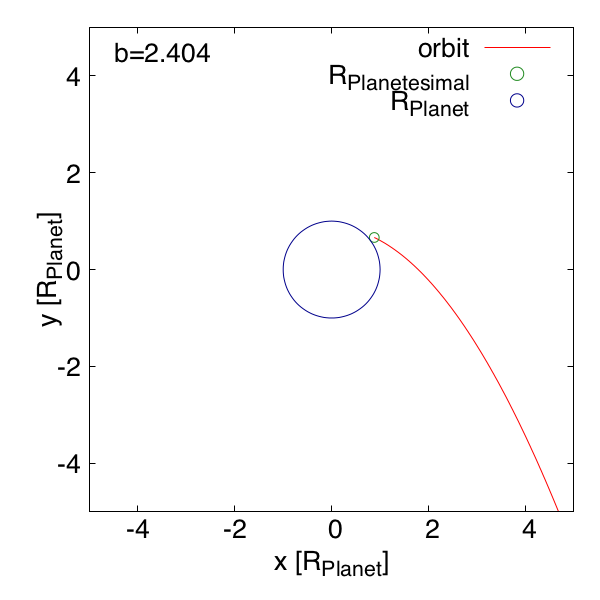 b=2.404
orbit
R_Planetesimal
R_Planet
4
2
0
-2
-4
y [R_Planet]
-4
-2
0
2
4
x [R_Planet]